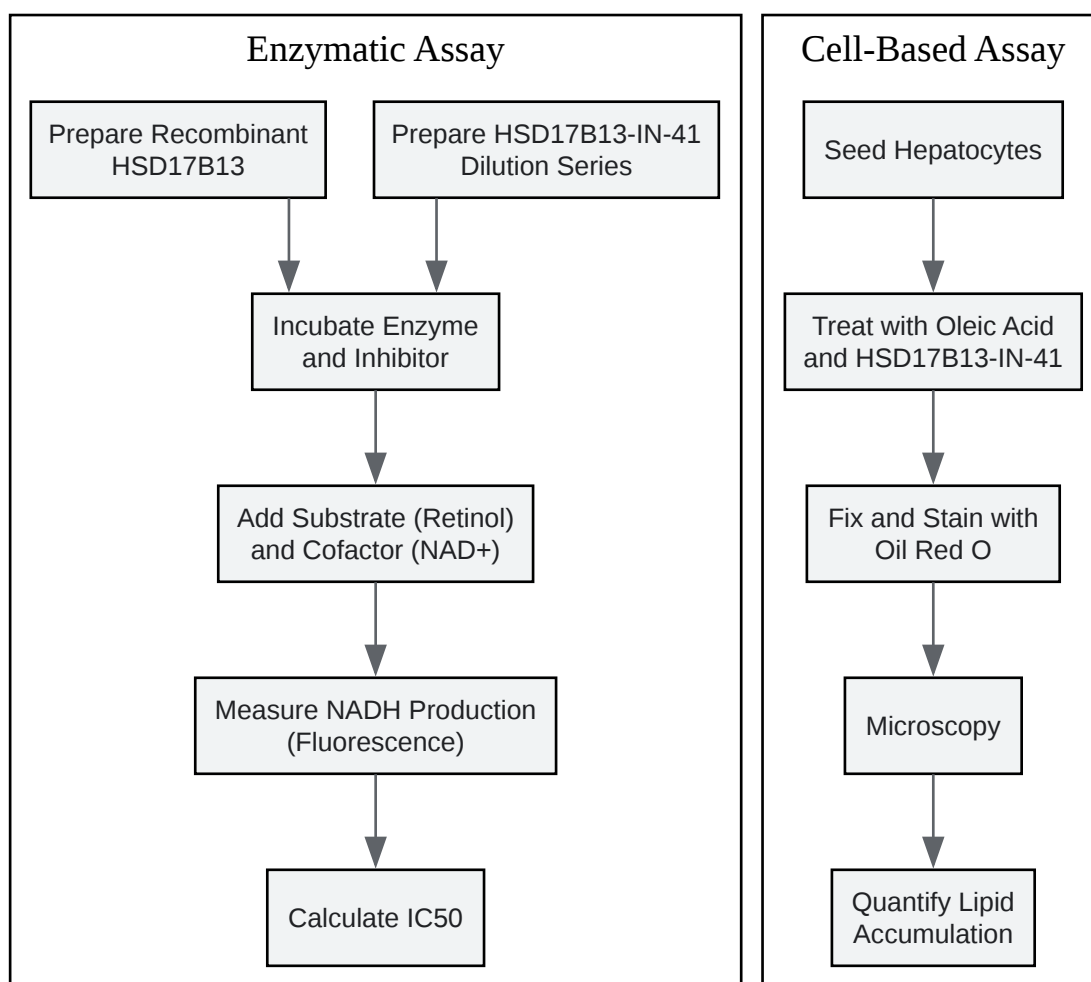 Enzymatic Assay
Prepare Recombinant
HSD17B13
Prepare HSD17B13-IN-41
Dilution Series
Incubate Enzyme
and Inhibitor
Add Substrate (Retinol)
and Cofactor (NAD+)
Measure NADH Production
(Fluorescence)
Calculate IC50
Cell-Based Assay
Seed Hepatocytes
Treat with Oleic Acid
and HSD17B13-IN-41
Fix and Stain with
Oil Red O
Microscopy
Quantify Lipid
Accumulation